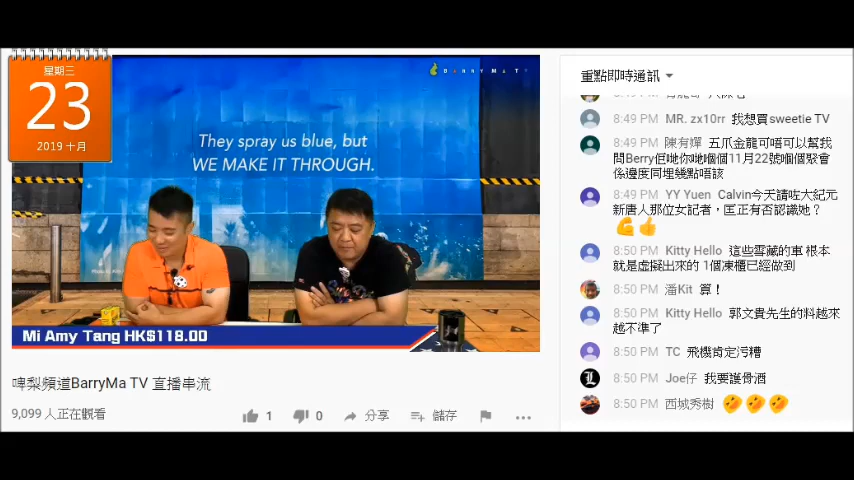 星期三
23
2019 十月
BARRY MA TV
They spray us blue, but
WE MAKE IT THROUGH.
Mi Amy Tang HK$118.00
啤梨頻道BarryMa TV 直播串流
9,099 人正在觀看
1
0
分享
儲存
重點即時通訊
8:49 PM MR. zx10rr 我想買sweetie TV
8:49 PM 陳有嬋 五爪金龍可唔可以幫我
問Berry佢哋你哋嗰個11月22號嗰個聚會
係邊度同埋幾點唔該
8:49 PM YY Yuen Calvin今天請咗大紀元
新唐人那位女記者，匡正有否認識她？
8:50 PM Kitty Hello 這些雪藏的車 根本
就是虛擬出來的 1個凍櫃已經做到
8:50 PM 潘Kit 算！
8:50 PM Kitty Hello 郭文貴先生的料越來
越不準了
8:50 PM TC 飛機肯定污糟
8:50 PM Joe仔 我要護骨酒
8:50 PM 西城秀樹